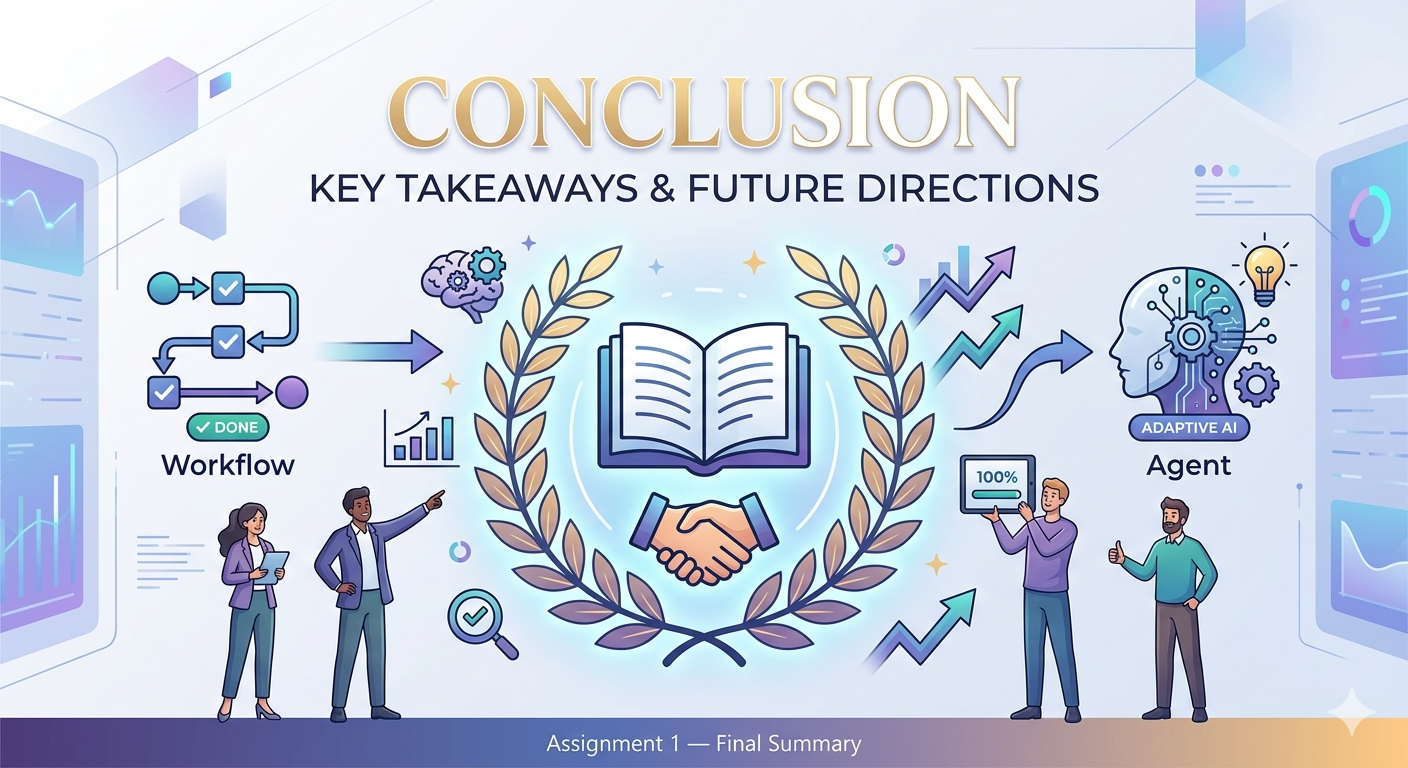 CONCLUSION
KEY TAKEAWAYS & FUTURE DIRECTIONS
DONE
Workflow
ADAPTIVE AI
Agent
100%
Assignment 1 — Final Summary